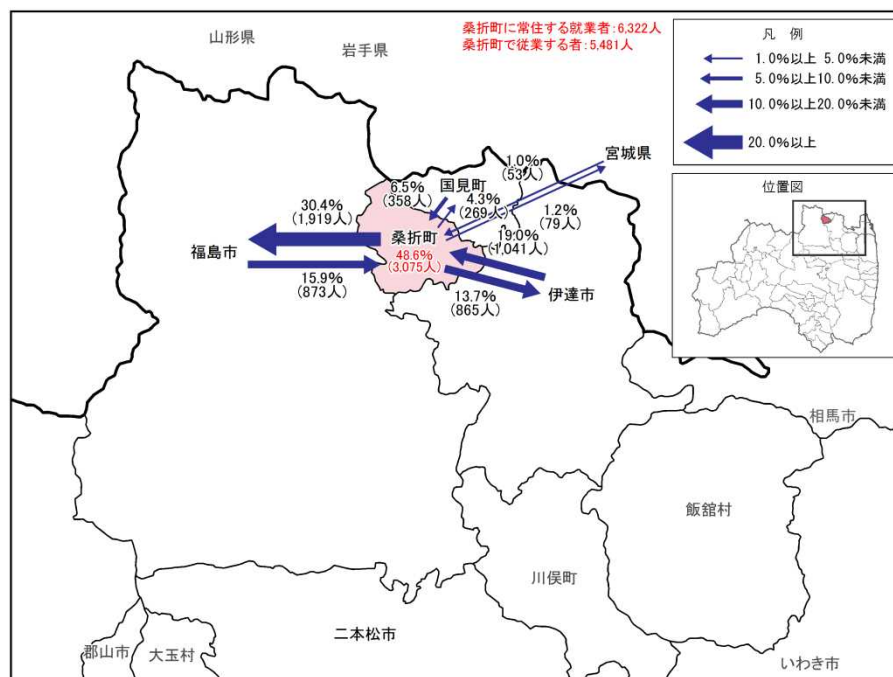 桑折町に常住する就業者：6,322人
桑折町で従業する者：5,481人
凡　例
1.0％以上 5.0％未満
5.0％以上10.0％未満
10.0％以上20.0％未満
20.0％以上
位置図
山形県
岩手県
宮城県
1.0％
(53人)
国見町
6.5％
(358人)
4.3％
(269人)
1.2％
(79人)
30.4％
(1,919人)
桑折町
19.0％
(1,041人)
福島市
48.6％
(3,075人)
15.9％
(873人)
13.7％
(865人)
伊達市
相馬市
飯舘村
川俣町
二本松市
郡山市
大玉村
いわき市